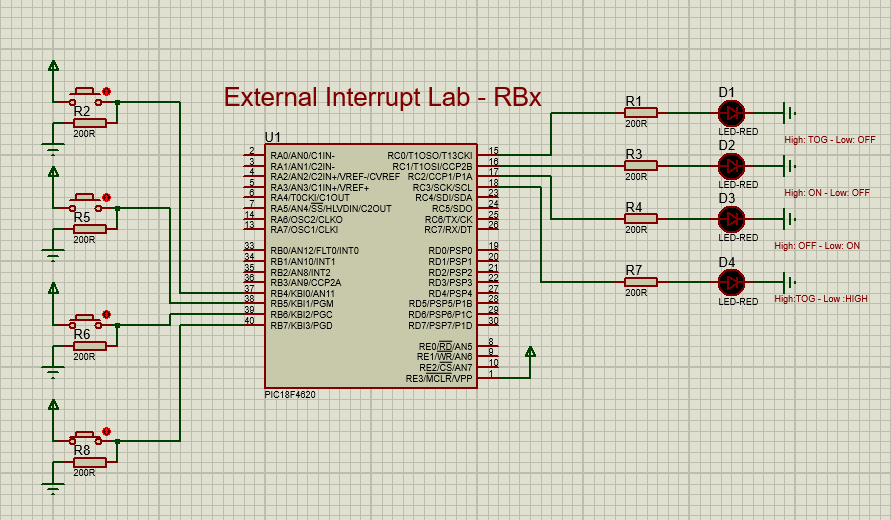 External Interrupt Lab - RBx
R2
200R
R5
200R
R6
200R
R8
200R
U1
2 RA0/AN0/C1IN-
3 RA1/AN1/C2IN-
4 RA2/AN2/C2IN+/VREF-/CVREF
5 RA3/AN3/C1IN+/VREF+
6 RA4/T0CKI/C1OUT
7 RA5/AN4/SS/HLVDIN/C2OUT
14 RA6/OSC2/CLKO
13 RA7/OSC1/CLKI
33 RB0/AN12/FLT0/INT0
34 RB1/AN10/INT1
35 RB2/AN8/INT2
36 RB3/AN9/CCP2A
37 RB4/KBI0/AN11
38 RB5/KBI1/PGM
39 RB6/KBI2/PGC
40 RB7/KBI3/PGD
RC0/T1OSO/T13CKI 15
RC1/T1OSI/CCP2B 16
RC2/CCP1/P1A 17
RC3/SCK/SCL 18
RC4/SDI/SDA 23
RC5/SDO 24
RC6/TX/CK 25
RC7/RX/DT 26
RD0/PSP0 19
RD1/PSP1 20
RD2/PSP2 21
RD3/PSP3 22
RD4/PSP4 27
RD5/PSP5/P1B 28
RD6/PSP6/P1C 29
RD7/PSP7/P1D 30
RE0/RD/AN5 8
RE1/WR/AN6 9
RE2/CS/AN7 10
RE3/MCLR/VPP 1
PIC18F4620
R1
200R
D1
LED-RED
High: TOG - Low: OFF
R3
200R
D2
LED-RED
High: ON - Low: OFF
R4
200R
D3
LED-RED
High: OFF - Low: ON
R7
200R
D4
LED-RED
High:TOG - Low :HIGH